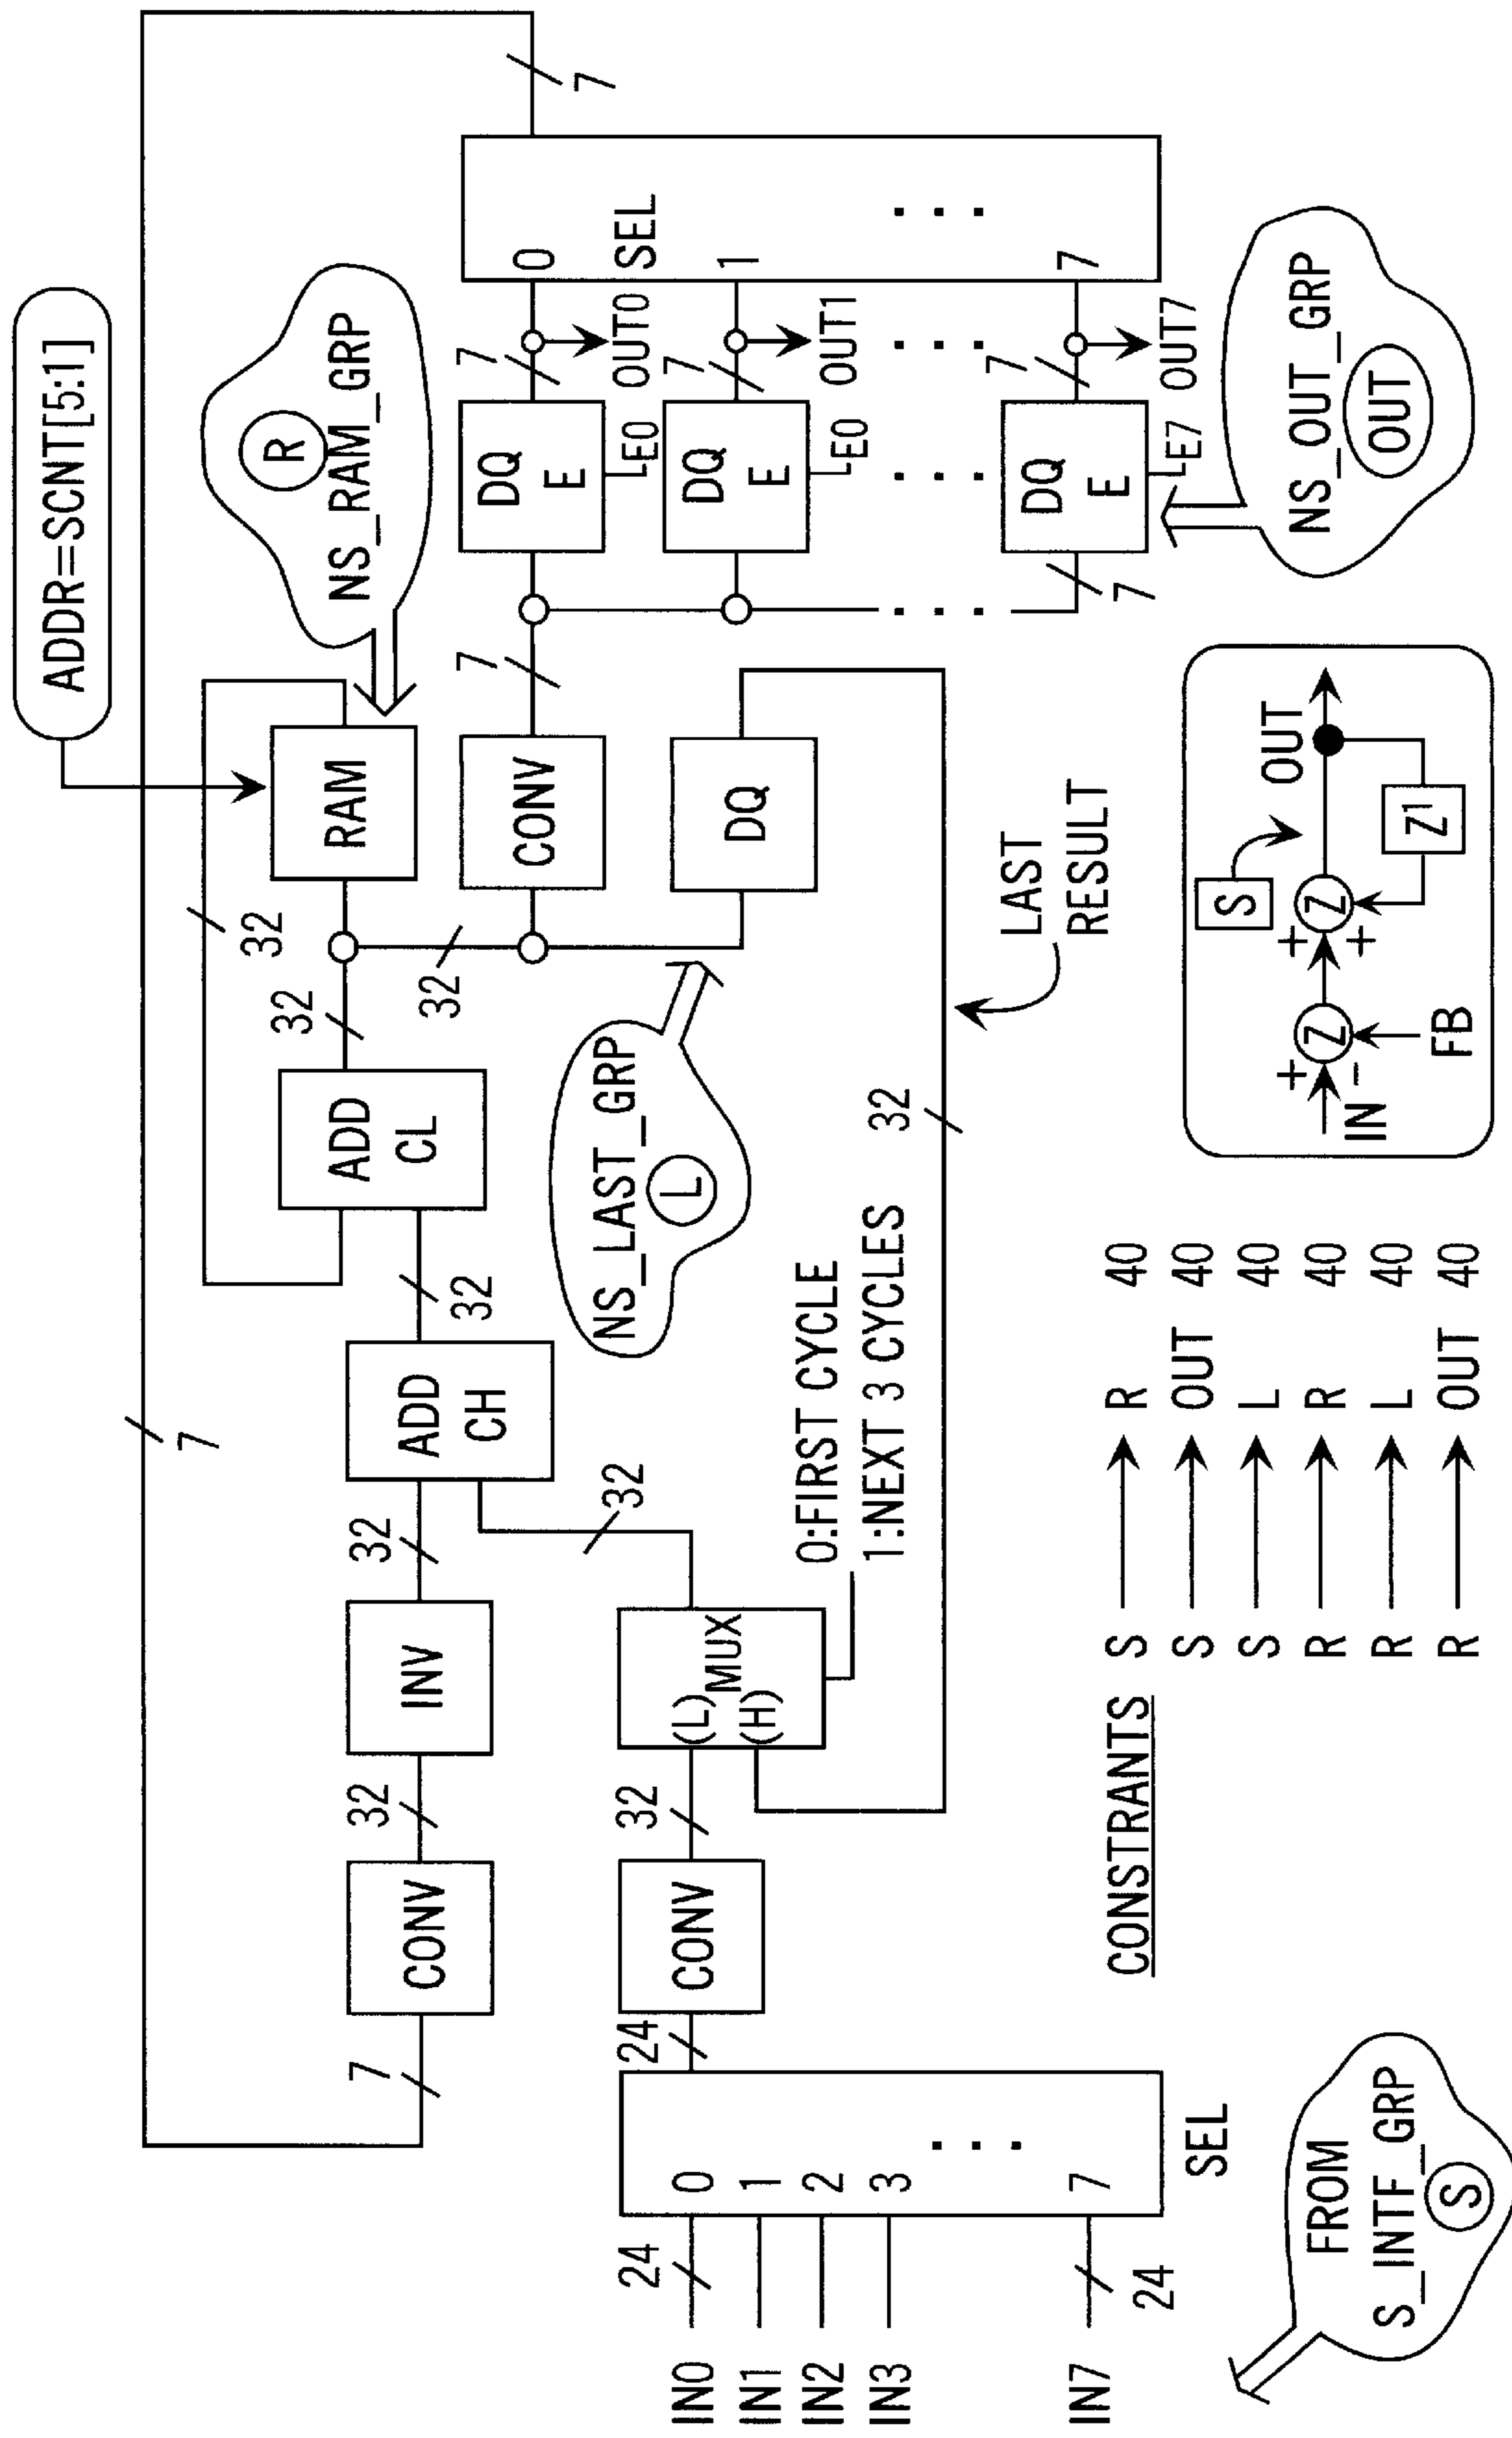 ADDR=SCNT[5:1]
7
7
32
R
NS_RAM_GRP
RAM
32
32
ADD
CL
32
ADD
CH
32
INV
32
CONV
7
CONV
7
DQ
E
E0
7
OUT0
DQ
E
E0
7
OUT1
. . .
. . .
. . .
7
DQ
E
E7
7
OUT7
0
SEL
1
. . .
7
7
NS_OUT_GRP
OUT
DQ
LAST
RESULT
NS_LAST_GRP
L
32
0:FIRST CYCLE
1:NEXT 3 CYCLES
32
(L)
MUX
(H)
32
CONV
24
IN0
24
0
IN1
1
IN2
2
IN3
3
. . .
IN7
24
7
SEL
FROM
S_INTF_GRP
S
CONSTRANTS
S R 40
S OUT 40
S L 40
R R 40
R L 40
R OUT 40
IN
+
-
Z
FB
+
+
Z
S
OUT
Z1